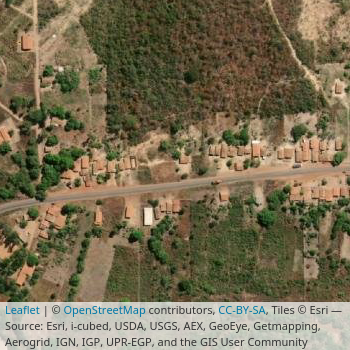 Leaflet | © OpenStreetMap contributors, CC-BY-SA, Tiles © Esri —
Source: Esri, i-cubed, USDA, USGS, AEX, GeoEye, Getmapping,
Aerogrid, IGN, IGP, UPR-EGP, and the GIS User Community